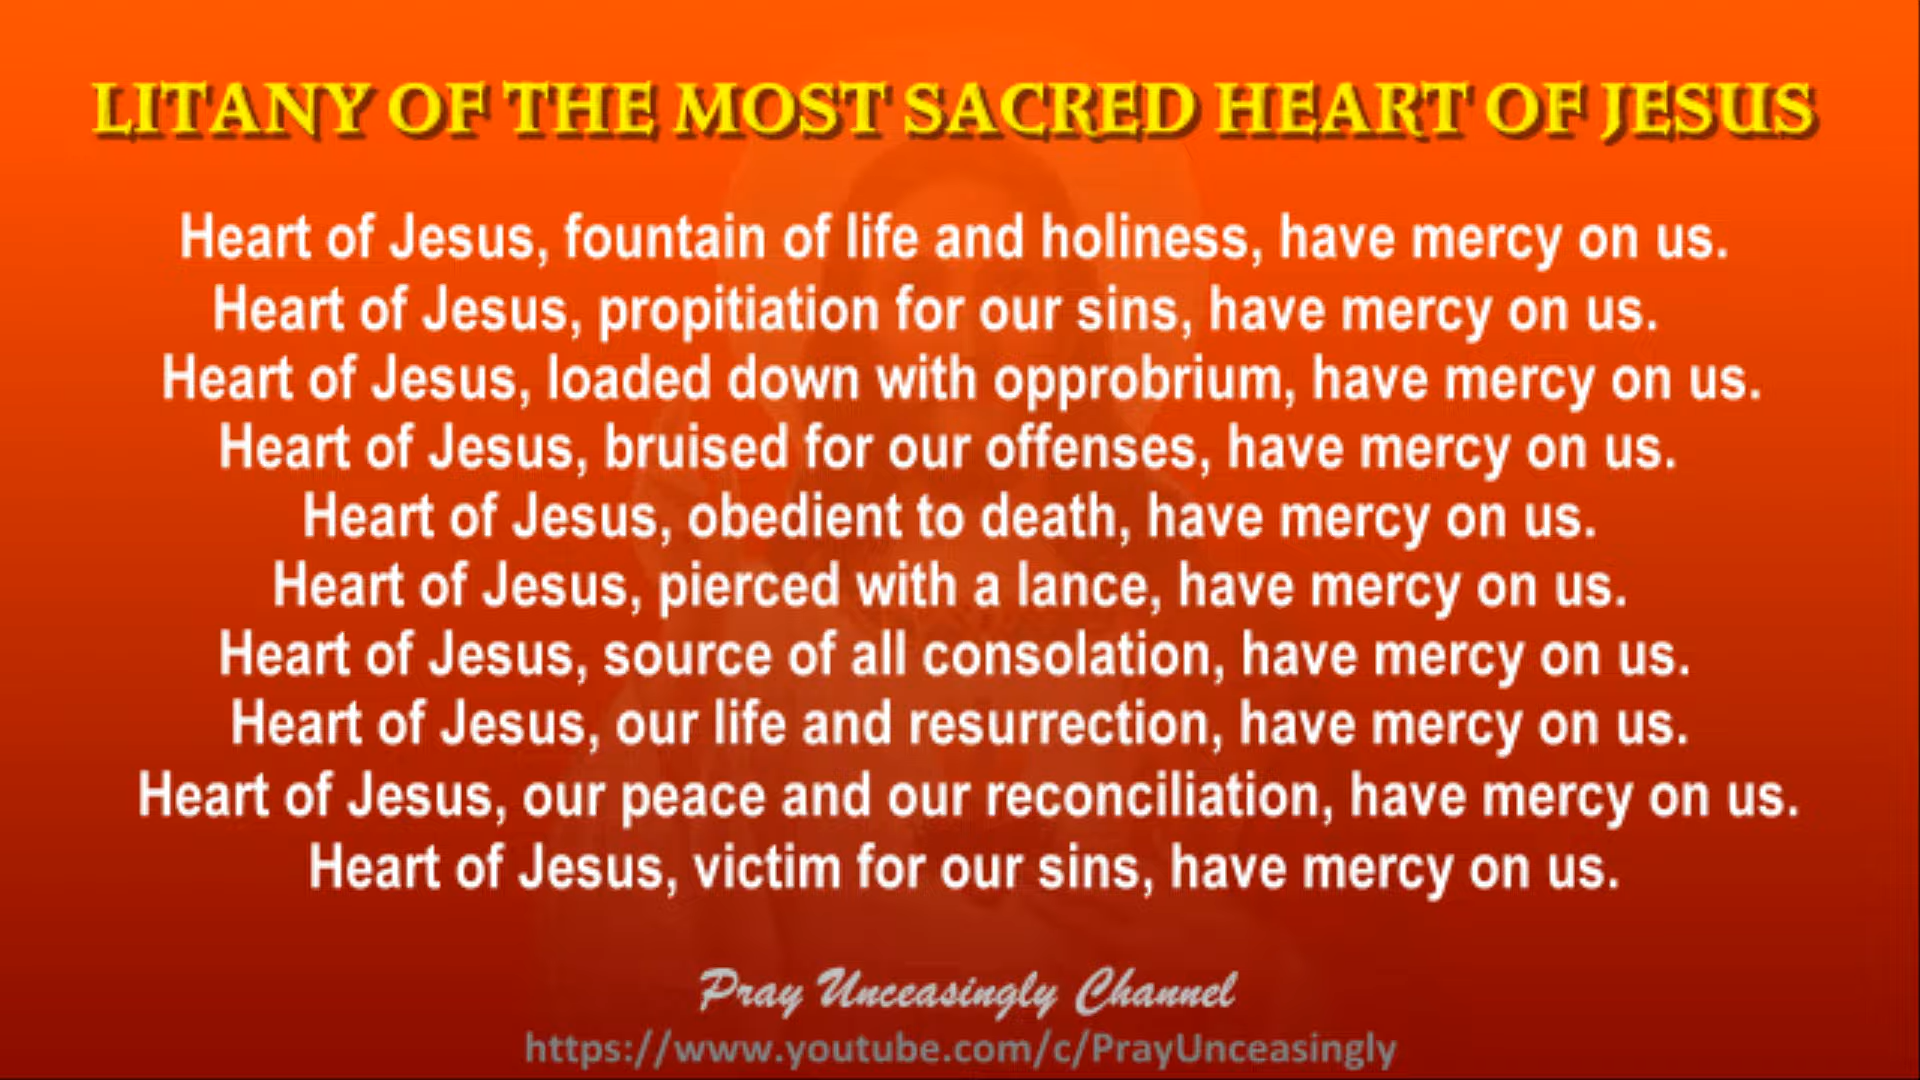 LITANY OF THE MOST SACRED HEART OF JESUS
Heart of Jesus, fountain of life and holiness, have mercy on us.
Heart of Jesus, propitiation for our sins, have mercy on us.
Heart of Jesus, loaded down with opprobrium, have mercy on us.
Heart of Jesus, bruised for our offenses, have mercy on us.
Heart of Jesus, obedient to death, have mercy on us.
Heart of Jesus, pierced with a lance, have mercy on us.
Heart of Jesus, source of all consolation, have mercy on us.
Heart of Jesus, our life and resurrection, have mercy on us.
Heart of Jesus, our peace and our reconciliation, have mercy on us.
Heart of Jesus, victim for our sins, have mercy on us.
Pray Unceasingly Channel
https://www.youtube.com/c/PrayUnceasingly